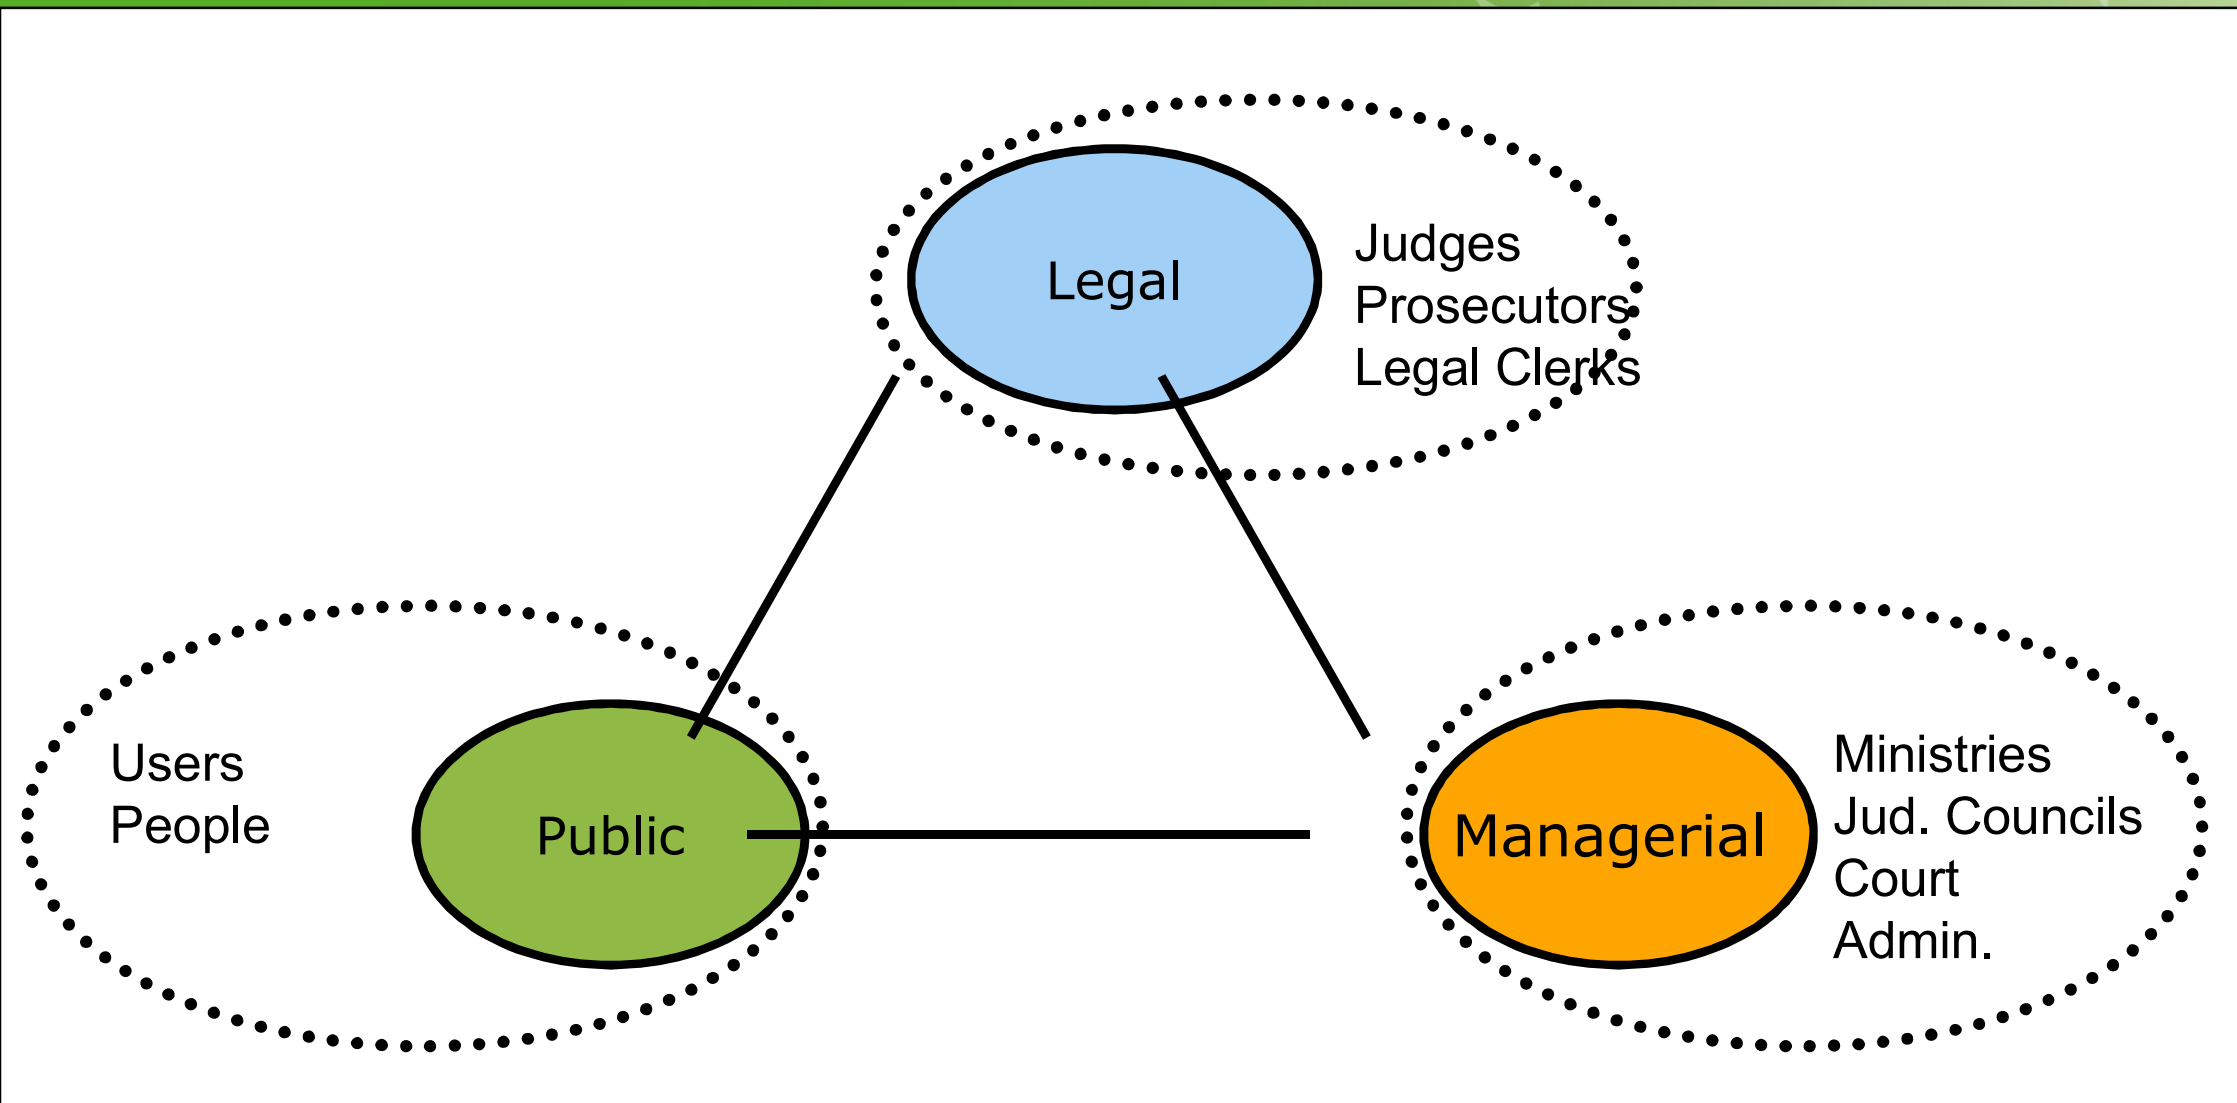 Legal
Judges
Prosecutors
Legal Clerks
Users
People
Public
Managerial
Ministries
Jud. Councils
Court
Admin.